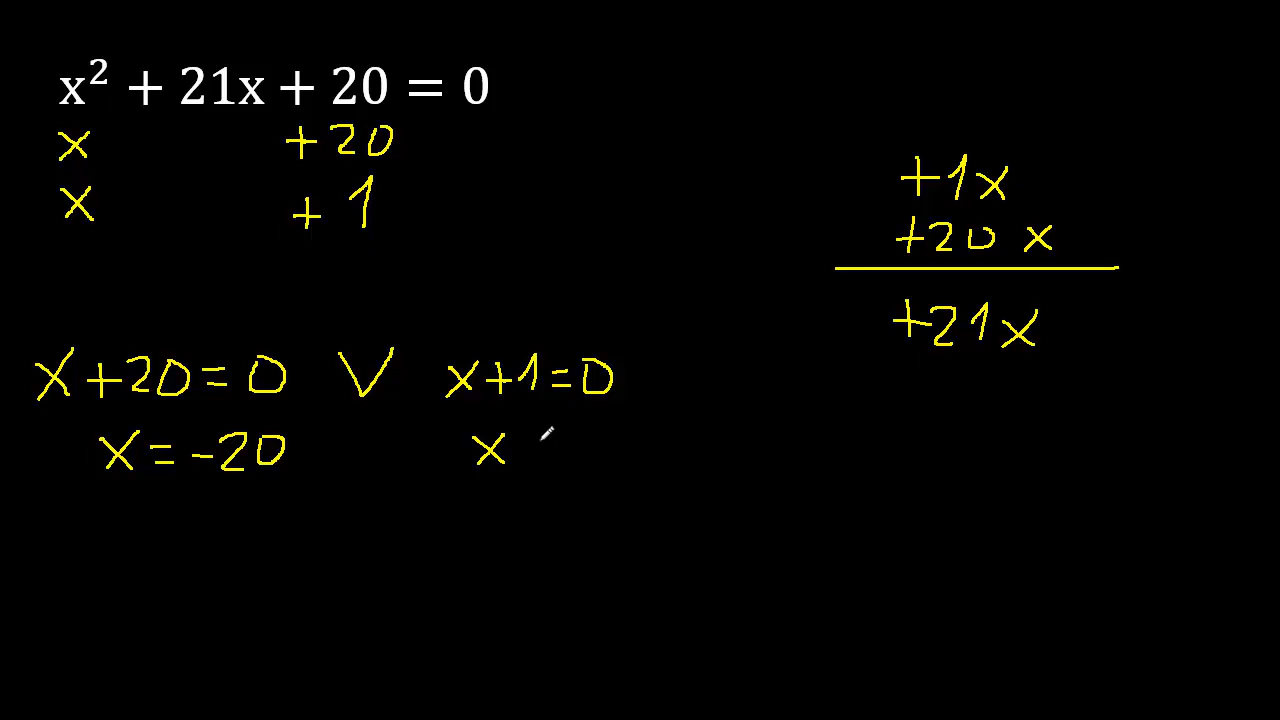 x² + 21x + 20 = 0
x +20
x + 1
+1x
+20 x
+21x
x+20=0 V x+1=0
x=-20 x